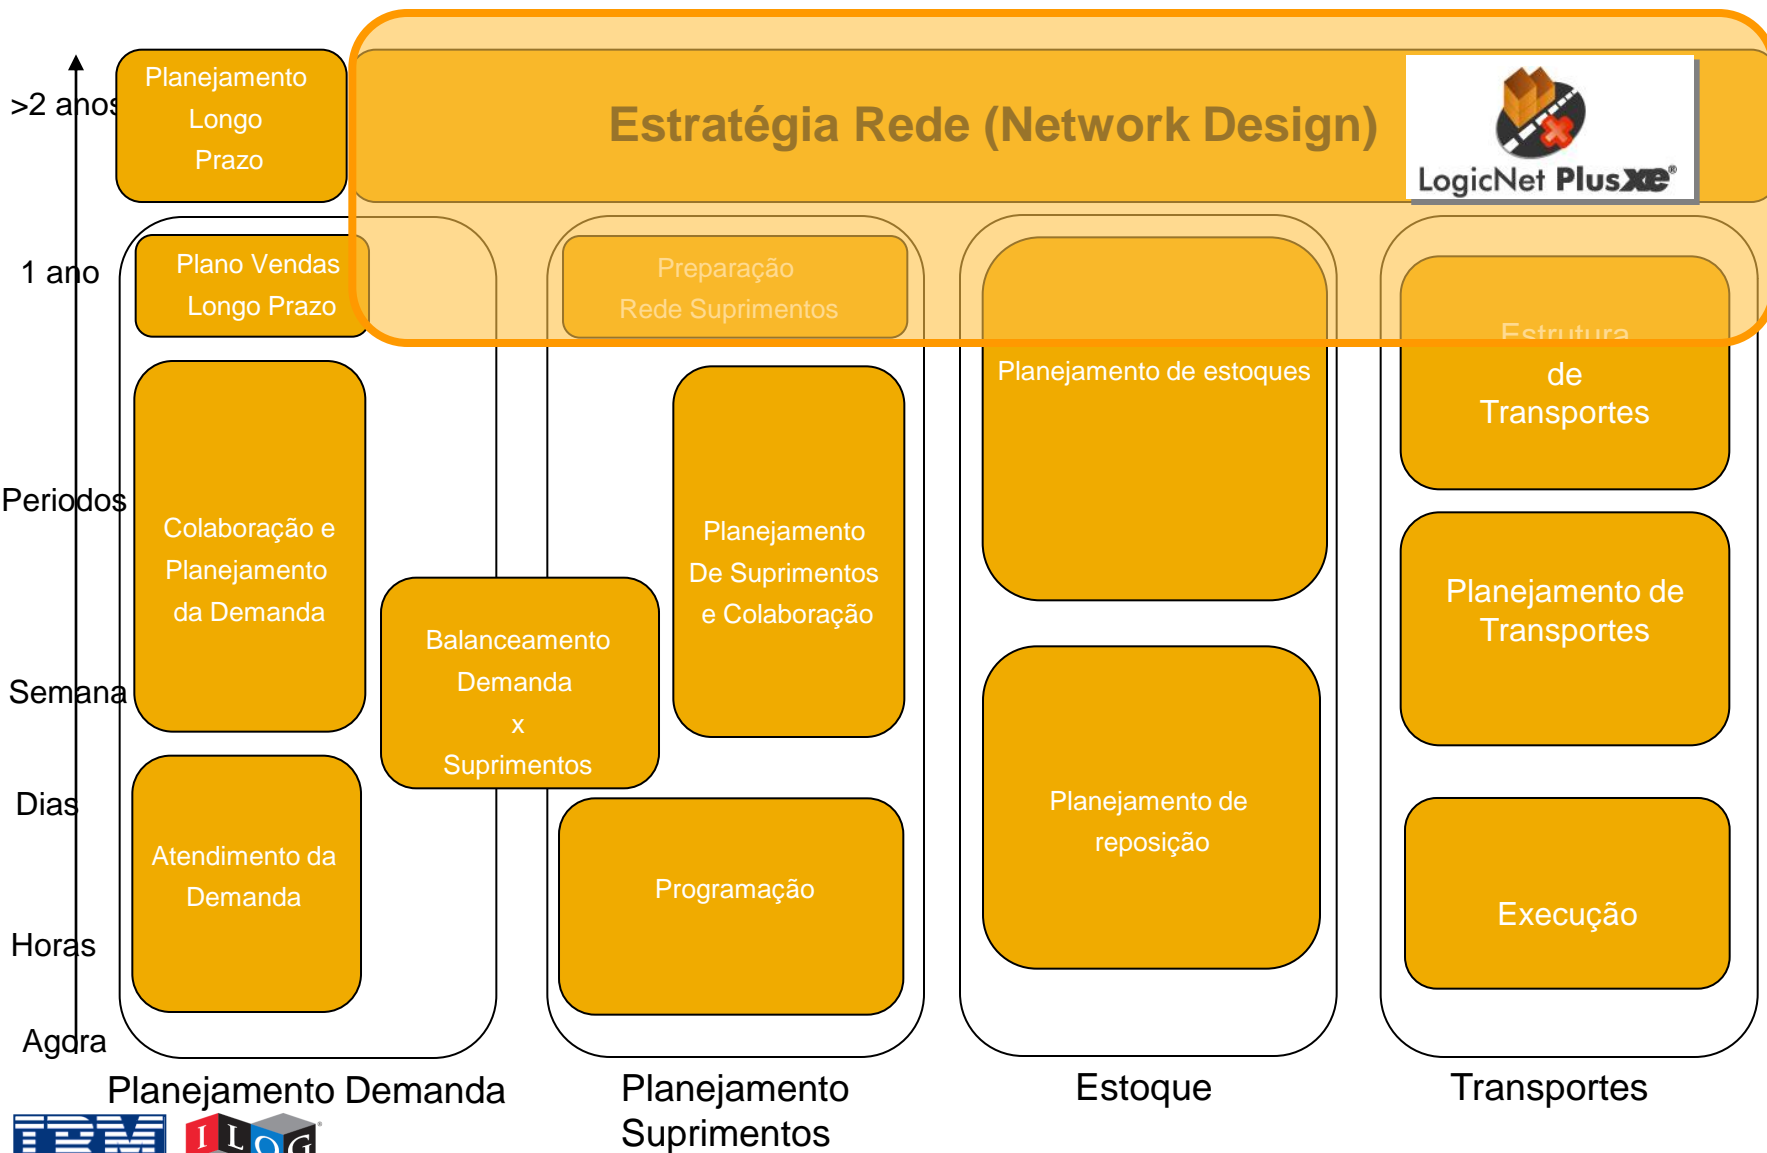 >2 anos
Planejamento
Longo
Prazo
Estratégia Rede (Network Design)
LogicNet Plus XE®
1 ano
Plano Vendas
Longo Prazo
Preparação
Rede Suprimentos
Planejamento de estoques
Estrutura
de
Transportes
Periodos
Colaboração e
Planejamento
da Demanda
Planejamento
De Suprimentos
e Colaboração
Planejamento de
Transportes
Balanceamento
Demanda
x
Suprimentos
Semana
Dias
Atendimento da
Demanda
Programação
Planejamento de
reposição
Execução
Horas
Agora
Planejamento Demanda
Planejamento
Suprimentos
Estoque
Transportes
IBM
ILOG